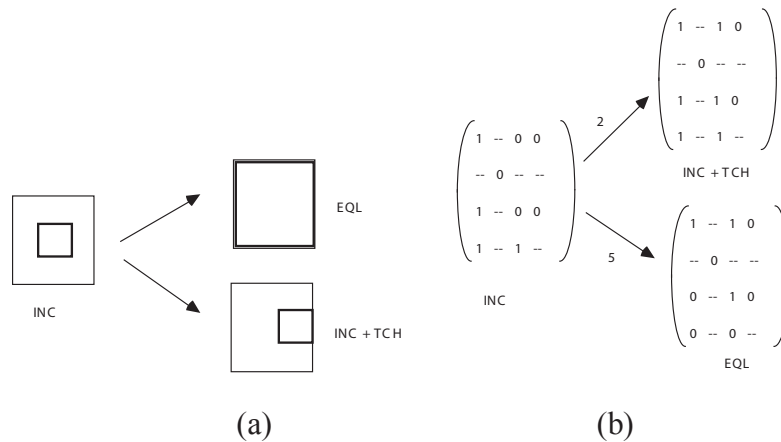 INC
EQL
INC + TCH
(a)
1 -- 0 0
-- 0 -- --
1 -- 0 0
1 -- 1 --
INC
2
5
1 -- 1 0
-- 0 -- --
1 -- 1 0
1 -- 1 --
INC + TCH
1 -- 1 0
-- 0 -- --
0 -- 1 0
0 -- 0 --
EQL
(b)